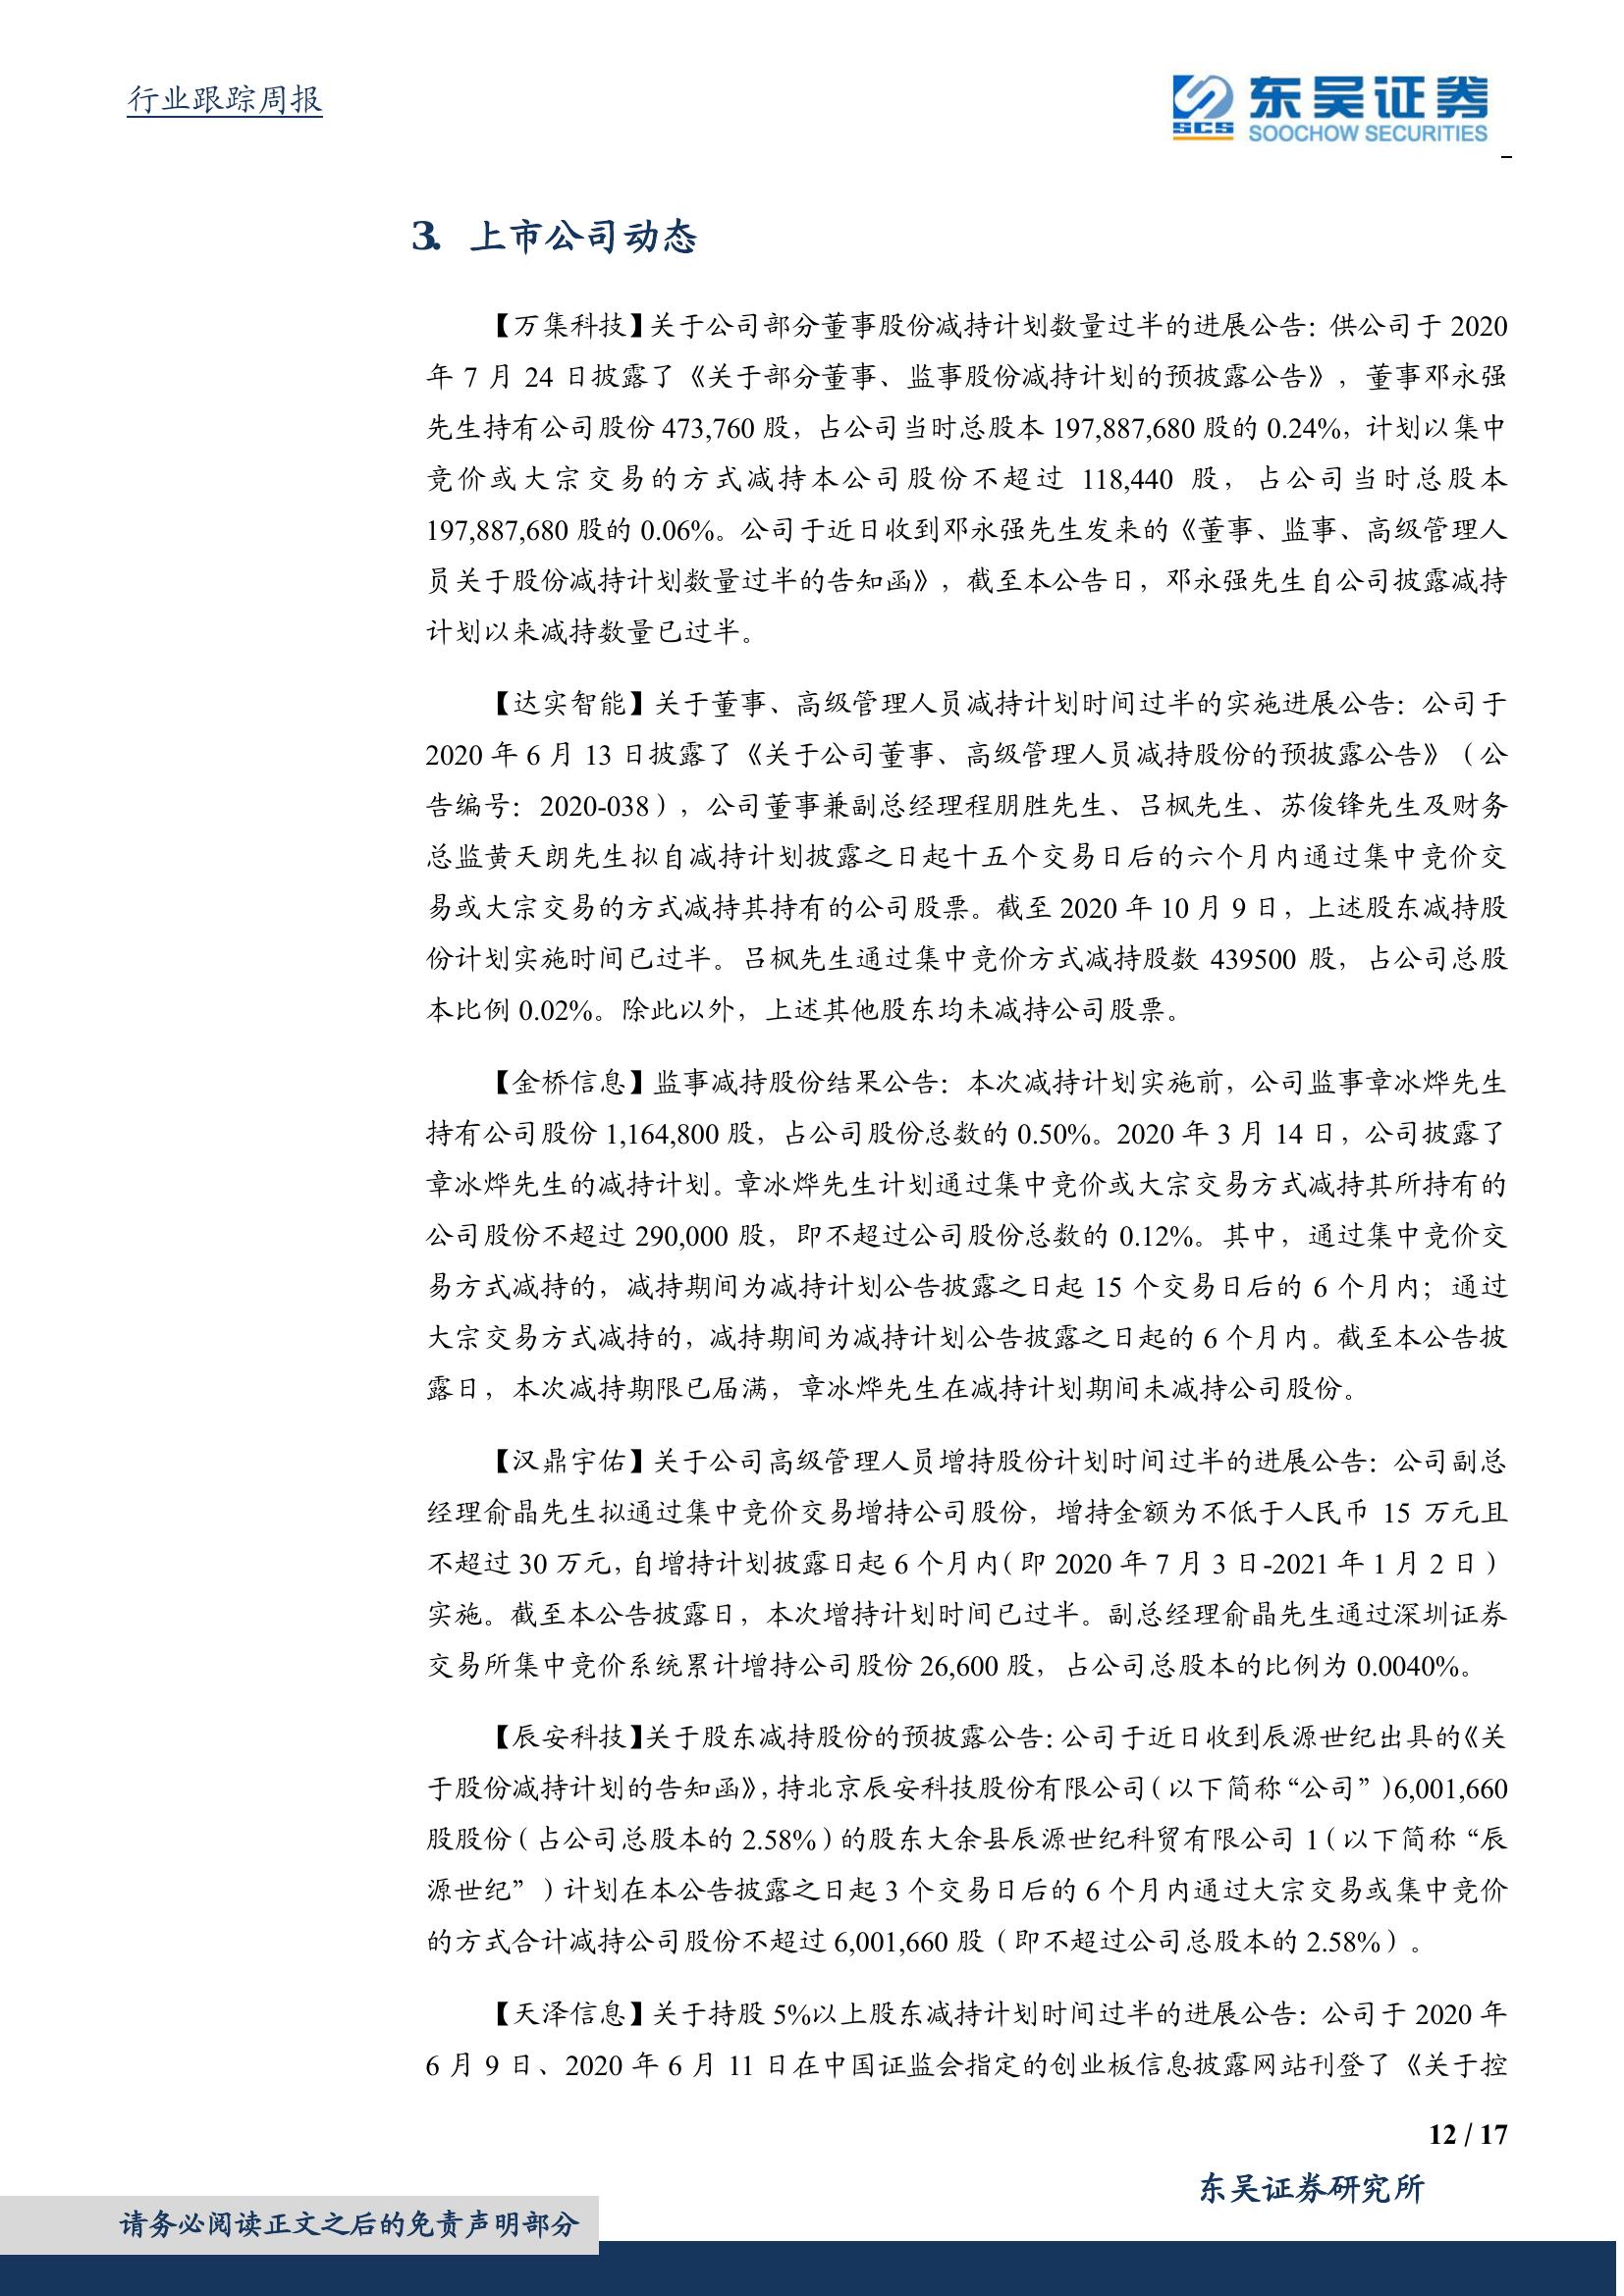 行业跟踪周报
SCS
东吴证券
SOOCHOW SECURITIES
3. 上市公司动态
【万集科技】关于公司部分董事股份减持计划数量过半的进展公告：供公司于 2020
年 7 月 24 日披露了《关于部分董事、监事股份减持计划的预披露公告》，董事邓永强
先生持有公司股份 473,760 股，占公司当时总股本 197,887,680 股的 0.24%，计划以集中
竞价或大宗交易的方式减持本公司股份不超过 118,440 股，占公司当时总股本
197,887,680 股的 0.06%。公司于近日收到邓永强先生发来的《董事、监事、高级管理人
员关于股份减持计划数量过半的告知函》，截至本公告日，邓永强先生自公司披露减持
计划以来减持数量已过半。
【达实智能】关于董事、高级管理人员减持计划时间过半的实施进展公告：公司于
2020 年 6 月 13 日披露了《关于公司董事、高级管理人员减持股份的预披露公告》（公
告编号：2020-038），公司董事兼副总经理程朋胜先生、吕枫先生、苏俊锋先生及财务
总监黄天朗先生拟自减持计划披露之日起十五个交易日后的六个月内通过集中竞价交
易或大宗交易的方式减持其持有的公司股票。截至 2020 年 10 月 9 日，上述股东减持股
份计划实施时间已过半。吕枫先生通过集中竞价方式减持股数 439500 股，占公司总股
本比例 0.02%。除此以外，上述其他股东均未减持公司股票。
【金桥信息】监事减持股份结果公告：本次减持计划实施前，公司监事章冰烨先生
持有公司股份 1,164,800 股，占公司股份总数的 0.50%。2020 年 3 月 14 日，公司披露了
章冰烨先生的减持计划。章冰烨先生计划通过集中竞价或大宗交易方式减持其所持有的
公司股份不超过 290,000 股，即不超过公司股份总数的 0.12%。其中，通过集中竞价交
易方式减持的，减持期间为减持计划公告披露之日起 15 个交易日后的 6 个月内；通过
大宗交易方式减持的，减持期间为减持计划公告披露之日起的 6 个月内。截至本公告披
露日，本次减持期限已届满，章冰烨先生在减持计划期间未减持公司股份。
【汉鼎宇佑】关于公司高级管理人员增持股份计划时间过半的进展公告：公司副总
经理俞晶先生拟通过集中竞价交易增持公司股份，增持金额为不低于人民币 15 万元且
不超过 30 万元，自增持计划披露日起 6 个月内（即 2020 年 7 月 3 日-2021 年 1 月 2 日）
实施。截至本公告披露日，本次增持计划时间已过半。副总经理俞晶先生通过深圳证券
交易所集中竞价系统累计增持公司股份 26,600 股，占公司总股本的比例为 0.0040%。
【辰安科技】关于股东减持股份的预披露公告：公司于近日收到辰源世纪出具的《关
于股份减持计划的告知函》，持北京辰安科技股份有限公司（以下简称“公司”）6,001,660
股股份（占公司总股本的 2.58%）的股东大余县辰源世纪科贸有限公司 1（以下简称“辰
源世纪”）计划在本公告披露之日起 3 个交易日后的 6 个月内通过大宗交易或集中竞价
的方式合计减持公司股份不超过 6,001,660 股（即不超过公司总股本的 2.58%）。
【天泽信息】关于持股 5%以上股东减持计划时间过半的进展公告：公司于 2020 年
6 月 9 日、2020 年 6 月 11 日在中国证监会指定的创业板信息披露网站刊登了《关于控
12 / 17
东吴证券研究所
请务必阅读正文之后的免责声明部分